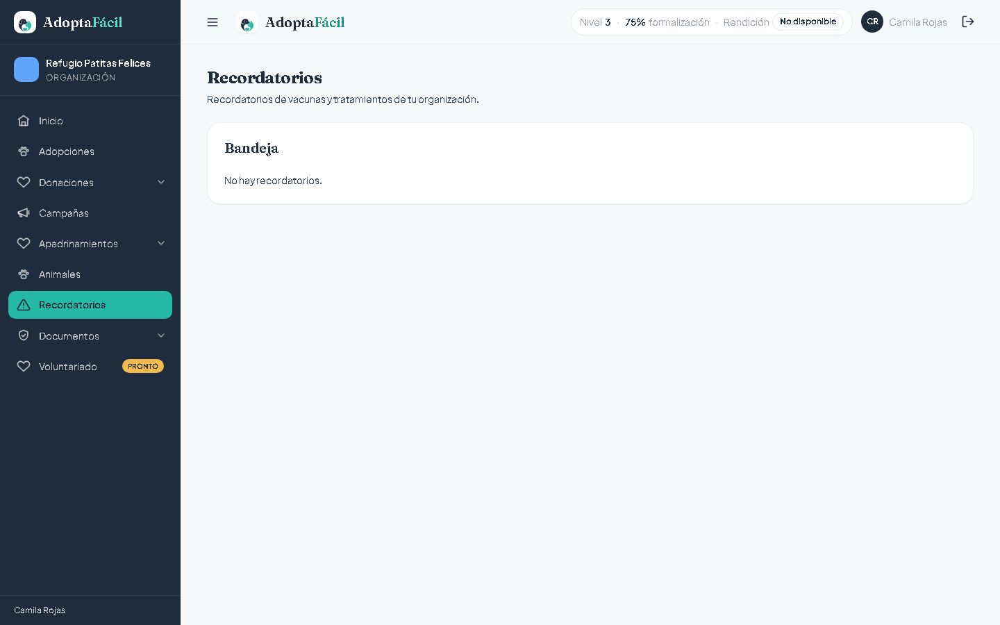 AdoptaFácil
Refugio Patitas Felices
ORGANIZACIÓN
Inicio
Adopciones
Donaciones
Campañas
Apadrinamientos
Animales
Recordatorios
Documentos
Voluntariado PRONTO
Camila Rojas
AdoptaFácil
Nivel 3 · 75% formalización · Rendición No disponible
CR Camila Rojas
Recordatorios
Recordatorios de vacunas y tratamientos de tu organización.
Bandeja
No hay recordatorios.